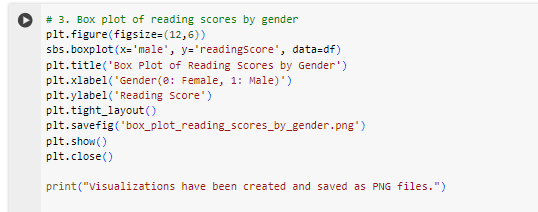 # 3. Box plot of reading scores by gender
plt.figure(figsize=(12,6))
sbs.boxplot(x='male', y='readingScore', data=df)
plt.title('Box Plot of Reading Scores by Gender')
plt.xlabel('Gender(0: Female, 1: Male)')
plt.ylabel('Reading Score')
plt.tight_layout()
plt.savefig('box_plot_reading_scores_by_gender.png')
plt.show()
plt.close()
print("Visualizations have been created and saved as PNG files.")